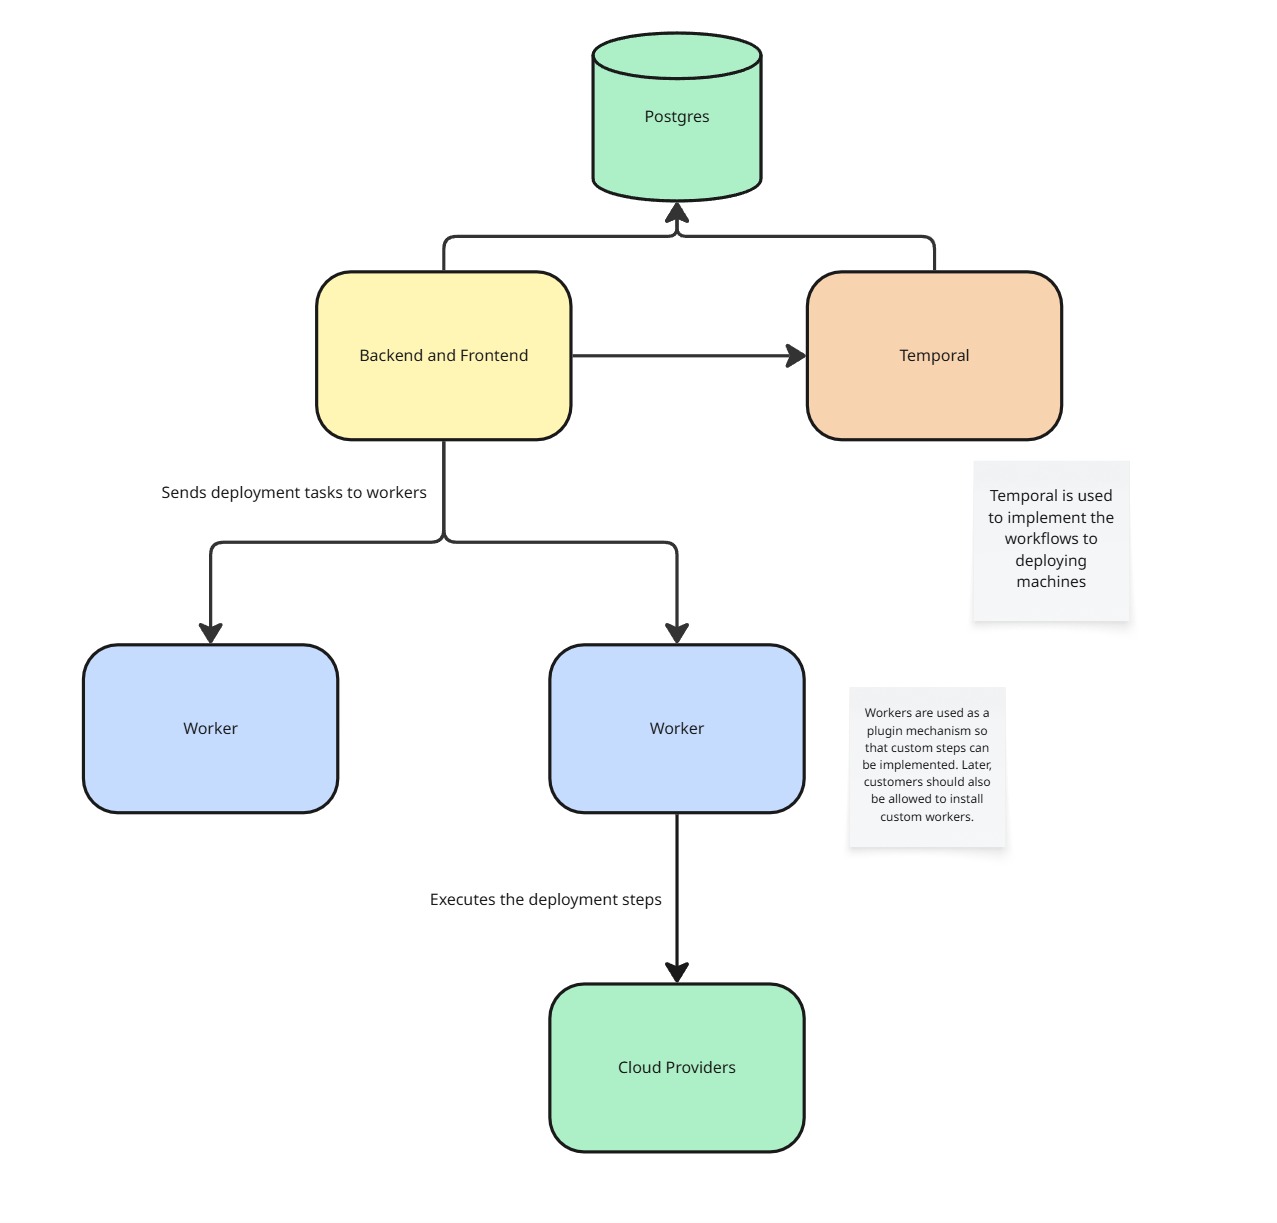 Postgres
Backend and Frontend
Temporal
Sends deployment tasks to workers
Temporal is used
to implement the
workflows to
deploying
machines
Worker
Worker
Workers are used as a
plugin mechanism so
that custom steps can
be implemented. Later,
customers should also
be allowed to install
custom workers.
Executes the deployment steps
Cloud Providers